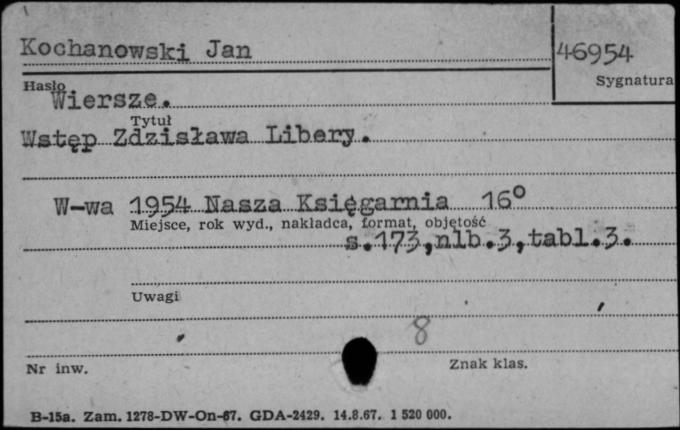 Kochanowski Jan
46954
Sygnatura
Hasło
Wiersze.
Tytuł
Wstęp Zdzisława Libery.
W-wa 1954 Nasza Księgarnia 16°
Miejsce, rok wyd., nakładca, format, objętość
s.173,nlb.3,tabl.3.
Uwagi
8
Nr inw.
Znak klas.
B-15a. Zam. 1278-DW-On-67. GDA-2429. 14.8.67. 1 520 000.